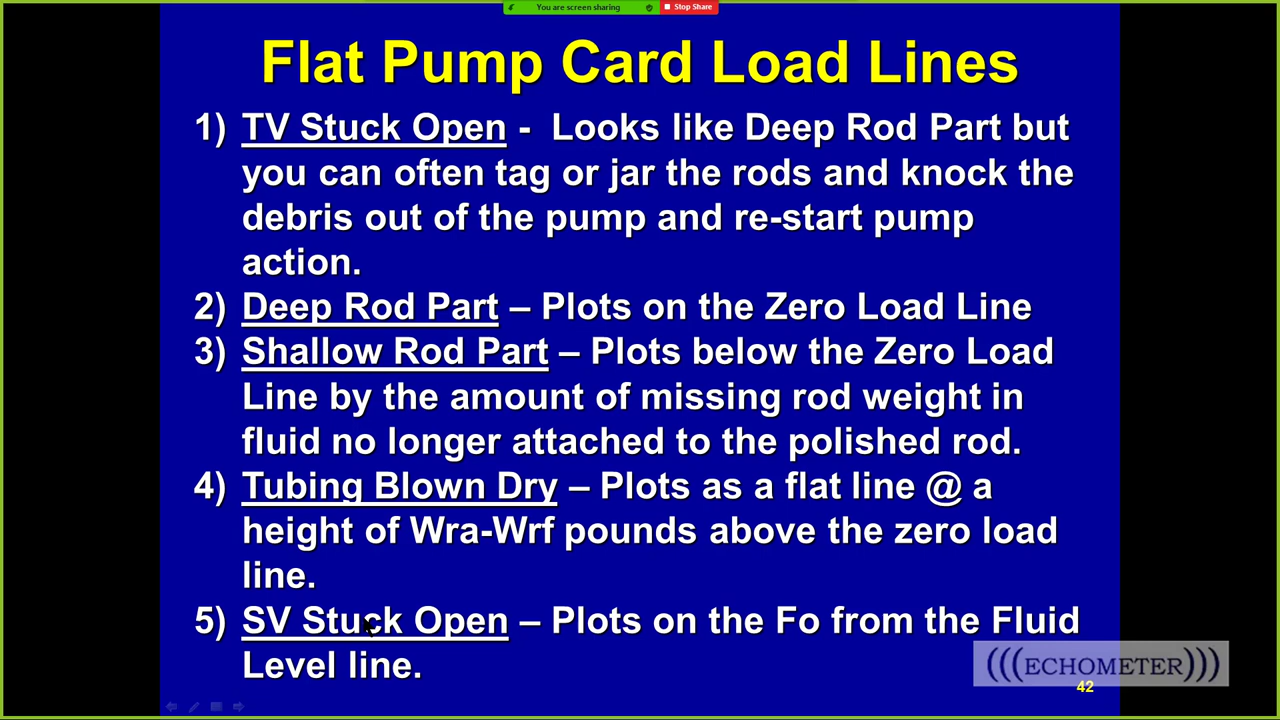 You are screen sharing
Stop Share
Flat Pump Card Load Lines
1) TV Stuck Open - Looks like Deep Rod Part but
you can often tag or jar the rods and knock the
debris out of the pump and re-start pump
action.
2) Deep Rod Part – Plots on the Zero Load Line
3) Shallow Rod Part – Plots below the Zero Load
Line by the amount of missing rod weight in
fluid no longer attached to the polished rod.
4) Tubing Blown Dry – Plots as a flat line @ a
height of Wra-Wrf pounds above the zero load
line.
5) SV Stuck Open – Plots on the Fo from the Fluid
Level line.
(((ECHOMETER)))
42